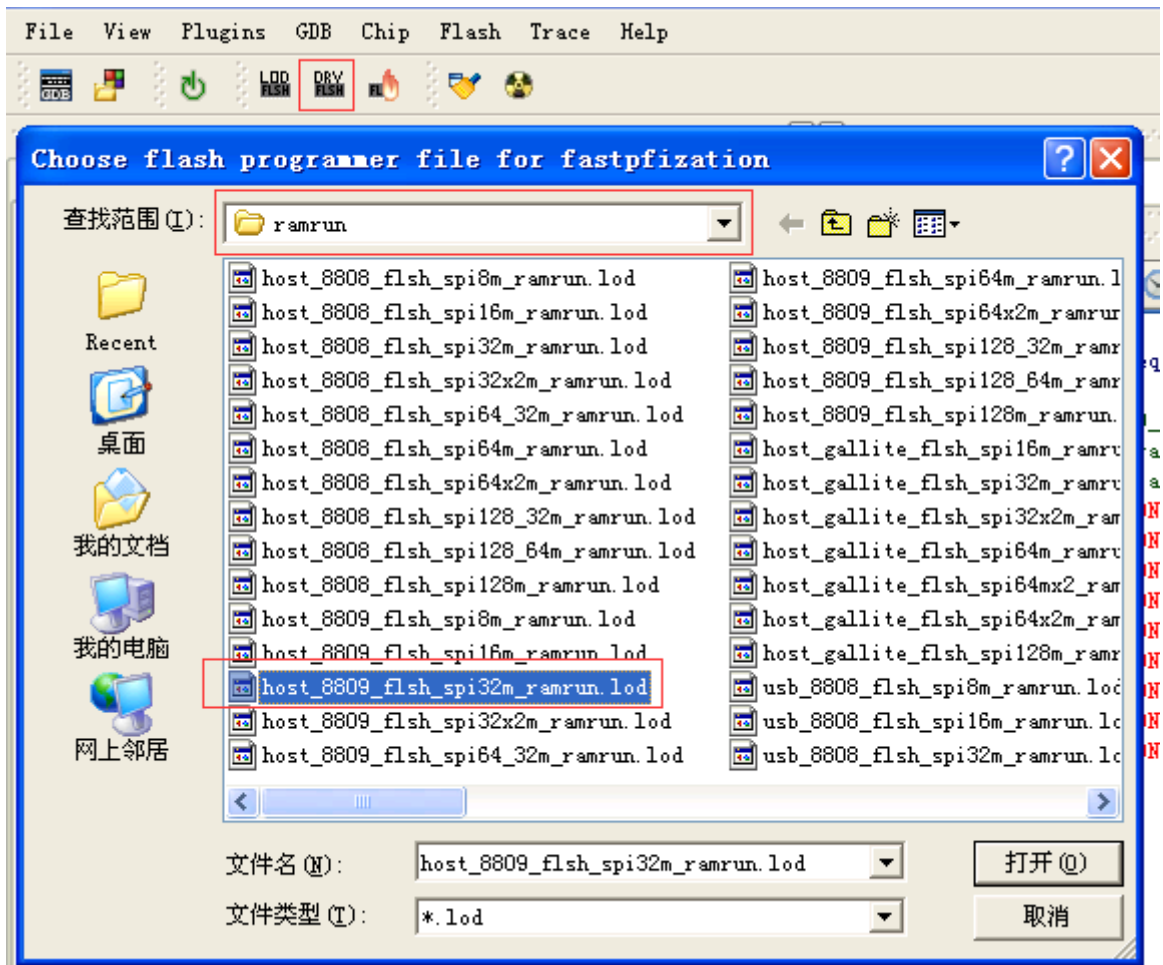 File View Plugins GDB Chip Flash Trace Help
GDB LOD FLSH DRV FLSH FL
Choose flash programmer file for fastpfization
查找范围(I): ramrun
Recent
桌面
我的文档
我的电脑
网上邻居
host_8808_flsh_spi8m_ramrun.lod
host_8808_flsh_spi16m_ramrun.lod
host_8808_flsh_spi32m_ramrun.lod
host_8808_flsh_spi32x2m_ramrun.lod
host_8808_flsh_spi64_32m_ramrun.lod
host_8808_flsh_spi64m_ramrun.lod
host_8808_flsh_spi64x2m_ramrun.lod
host_8808_flsh_spi128_32m_ramrun.lod
host_8808_flsh_spi128_64m_ramrun.lod
host_8808_flsh_spi128m_ramrun.lod
host_8809_flsh_spi8m_ramrun.lod
host_8809_flsh_spi16m_ramrun.lod
host_8809_flsh_spi32m_ramrun.lod
host_8809_flsh_spi32x2m_ramrun.lod
host_8809_flsh_spi64_32m_ramrun.lod
host_8809_flsh_spi64m_ramrun.l
host_8809_flsh_spi64x2m_ramrur
host_8809_flsh_spi128_32m_ramr
host_8809_flsh_spi128_64m_ramr
host_8809_flsh_spi128m_ramrun.
host_gallite_flsh_spi16m_ramru
host_gallite_flsh_spi32m_ramru
host_gallite_flsh_spi32x2m_ram
host_gallite_flsh_spi64m_ramru
host_gallite_flsh_spi64mx2_ram
host_gallite_flsh_spi64x2m_ram
host_gallite_flsh_spi128m_ramr
usb_8808_flsh_spi8m_ramrun.lod
usb_8808_flsh_spi16m_ramrun.lo
usb_8808_flsh_spi32m_ramrun.lo
文件名(N): host_8809_flsh_spi32m_ramrun.lod 打开(O)
文件类型(T): *.lod 取消